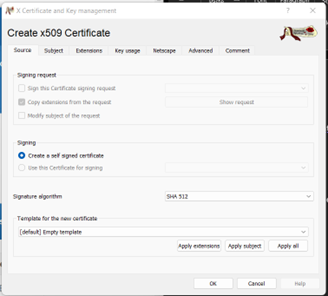 X Certificate and Key management
?
Create x509 Certificate
Source Subject Extensions Key usage Netscape Advanced Comment
Signing request
Sign this Certificate signing request
Copy extensions from the request Show request
Modify subject of the request
Signing
Create a self signed certificate
Use this Certificate for signing
Signature algorithm SHA 512
Template for the new certificate
[default] Empty template
Apply extensions Apply subject Apply all
OK Cancel Help